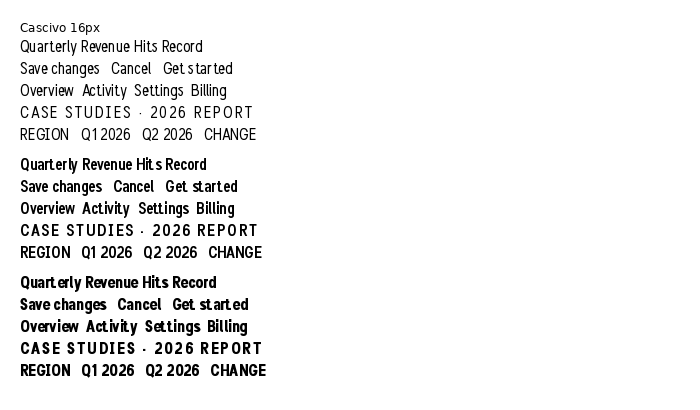 Cascivo 16px
Quarterly Revenue Hits Record
Save changes Cancel Get started
Overview Activity Settings Billing
CASE STUDIES · 2026 REPORT
REGION Q1 2026 Q2 2026 CHANGE
Quarterly Revenue Hits Record
Save changes Cancel Get started
Overview Activity Settings Billing
CASE STUDIES · 2026 REPORT
REGION Q1 2026 Q2 2026 CHANGE
Quarterly Revenue Hits Record
Save changes Cancel Get started
Overview Activity Settings Billing
CASE STUDIES · 2026 REPORT
REGION Q1 2026 Q2 2026 CHANGE